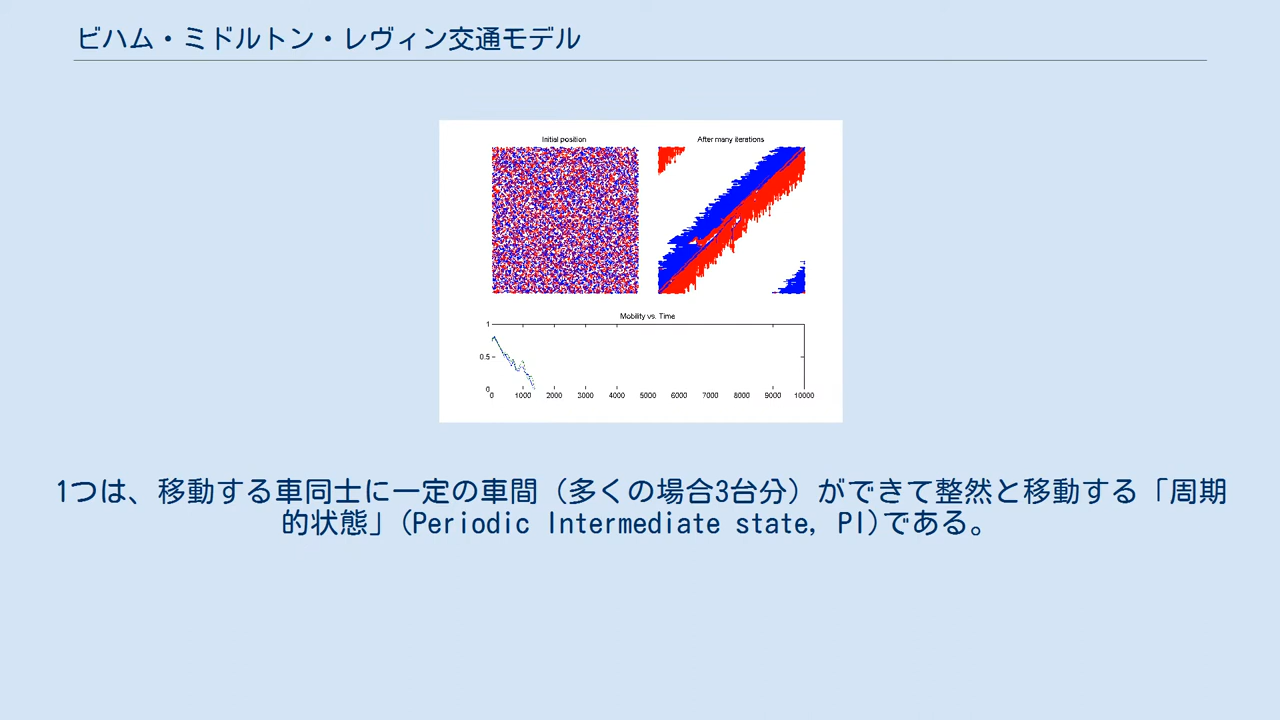 ビハム・ミドルトン・レヴィン交通モデル
Initial position
After many iterations
Mobility vs. Time
1
0.5
0
0 1000 2000 3000 4000 5000 6000 7000 8000 9000 10000
1つは、移動する車同士に一定の車間（多くの場合3台分）ができて整然と移動する「周期
的状態」(Periodic Intermediate state, PI)である。